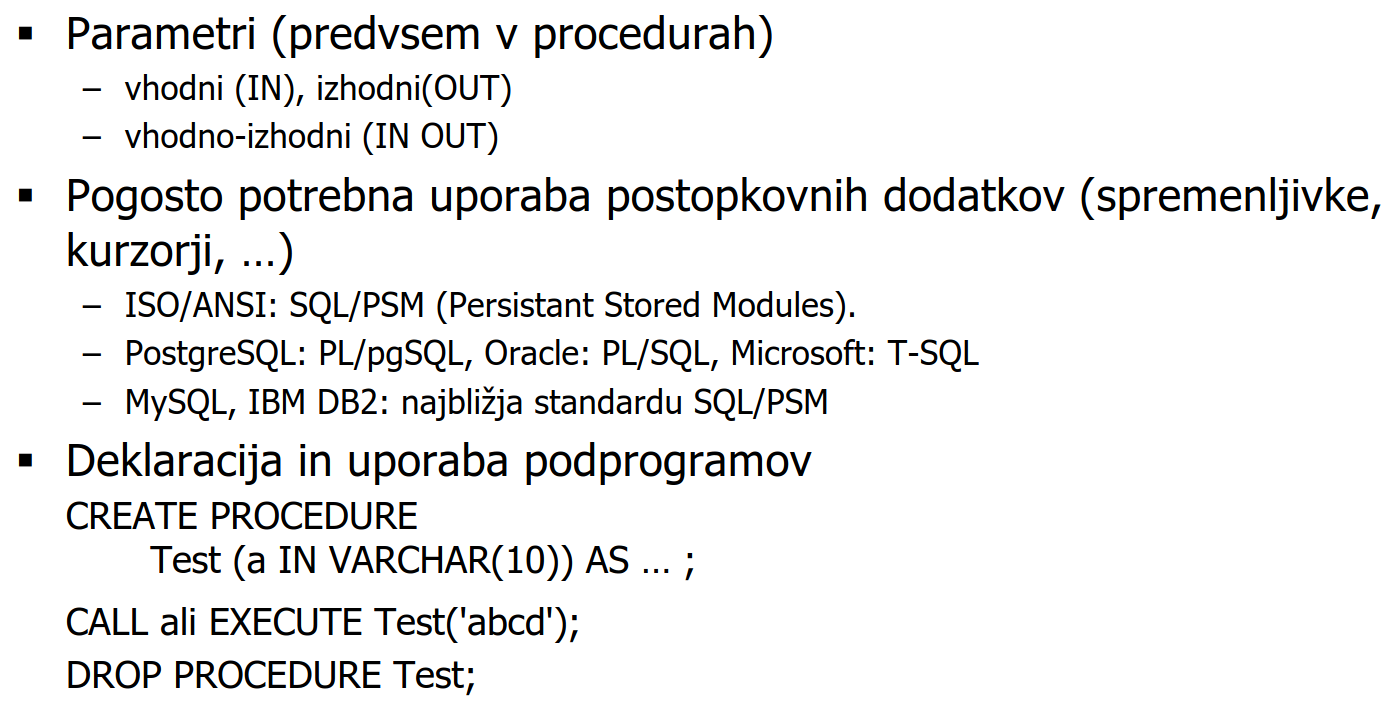 ▪ Parametri (predvsem v procedurah)
– vhodni (IN), izhodni(OUT)
– vhodno-izhodni (IN OUT)
▪ Pogosto potrebna uporaba postopkovnih dodatkov (spremenljivke,
kurzorji, …)
– ISO/ANSI: SQL/PSM (Persistant Stored Modules).
– PostgreSQL: PL/pgSQL, Oracle: PL/SQL, Microsoft: T-SQL
– MySQL, IBM DB2: najbližja standardu SQL/PSM
▪ Deklaracija in uporaba podprogramov
CREATE PROCEDURE
Test (a IN VARCHAR(10)) AS … ;
CALL ali EXECUTE Test('abcd');
DROP PROCEDURE Test;